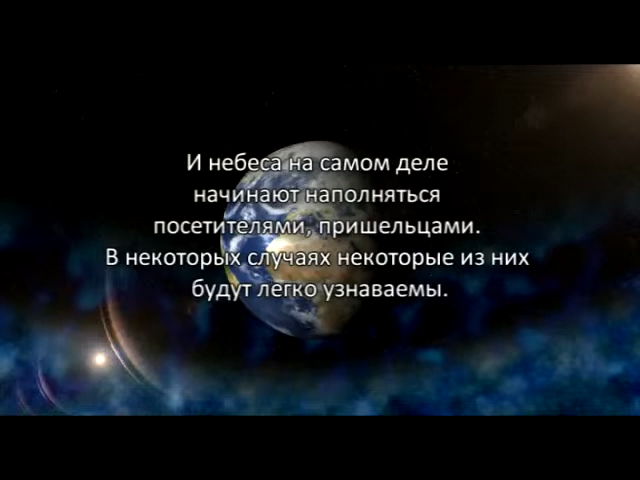 И небеса на самом деле
начинают наполняться
посетителями, пришельцами.
В некоторых случаях некоторые из них
будут легко узнаваемы.